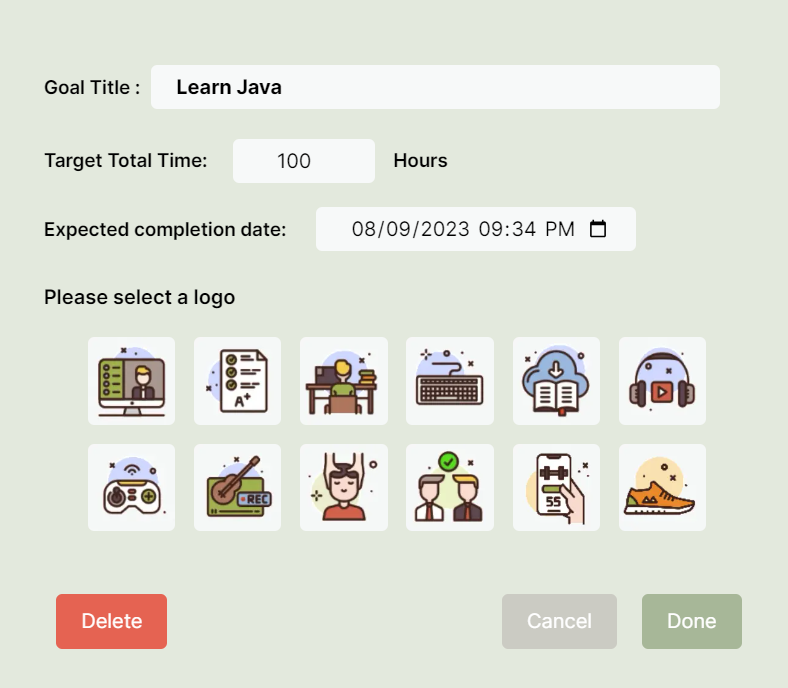 Goal Title : Learn Java
Target Total Time: 100 Hours
Expected completion date: 08/09/2023 09:34 PM
Please select a logo
A+
REC
55
Delete Cancel Done